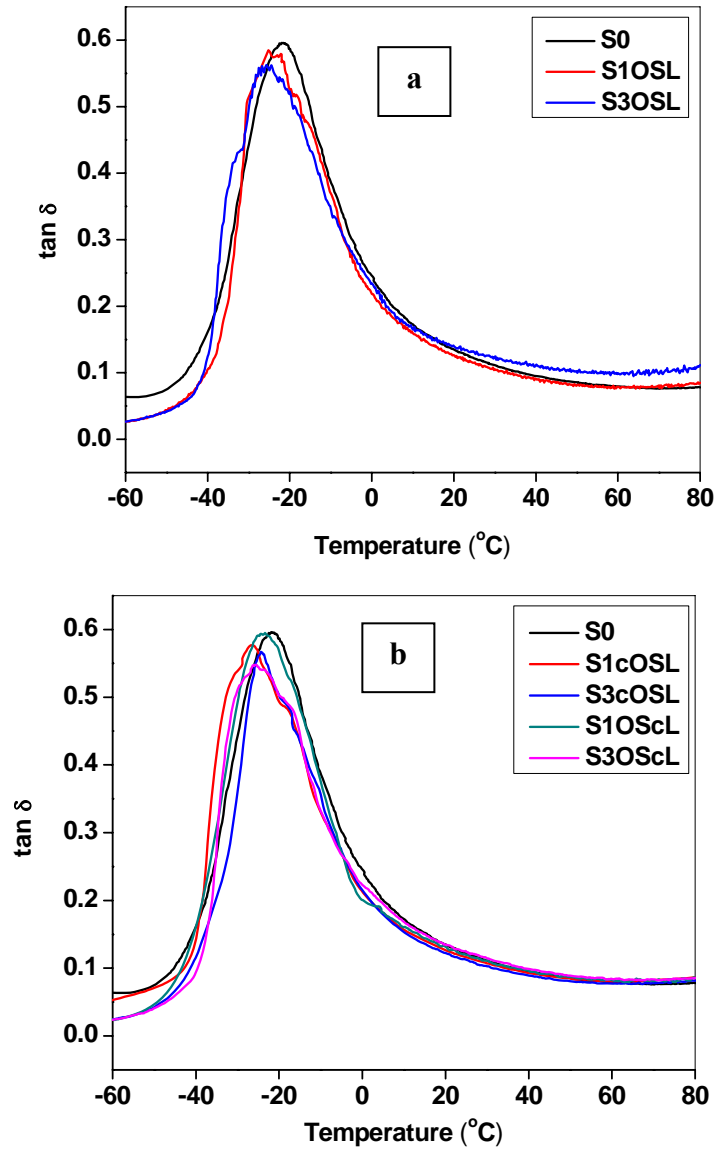 a
S0
S1OSL
S3OSL
0.6
0.5
0.4
0.3
0.2
0.1
0.0
tan δ
-60 -40 -20 0 20 40 60 80
Temperature (°C)
b
S0
S1cOSL
S3cOSL
S1OScL
S3OScL
0.6
0.5
0.4
0.3
0.2
0.1
0.0
tan δ
-60 -40 -20 0 20 40 60 80
Temperature (°C)